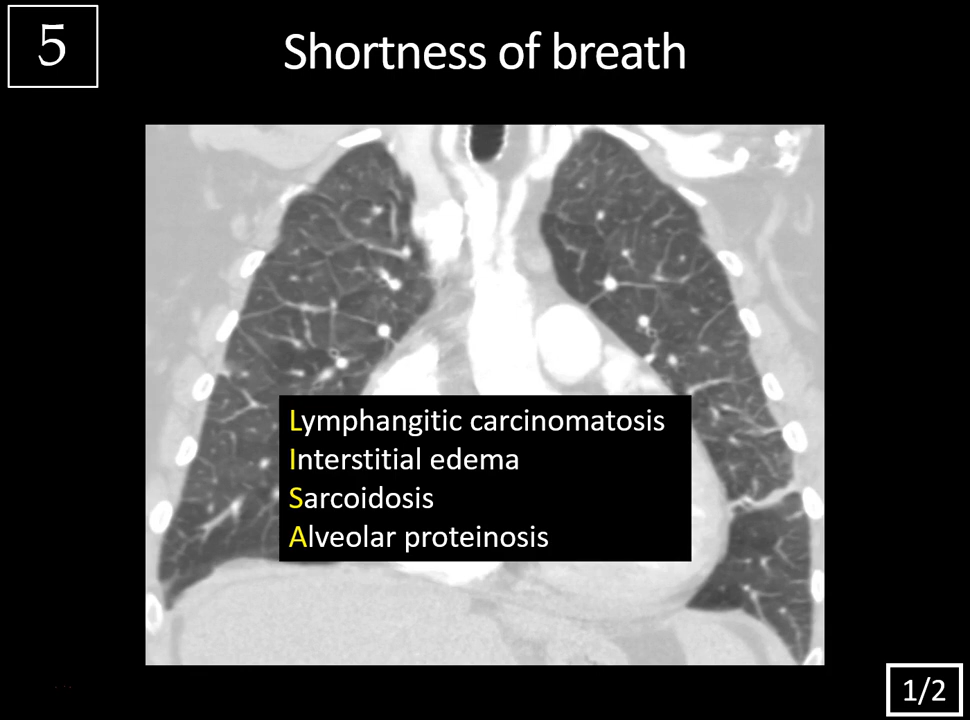 5
Shortness of breath
Lymphangitic carcinomatosis
Interstitial edema
Sarcoidosis
Alveolar proteinosis
1/2